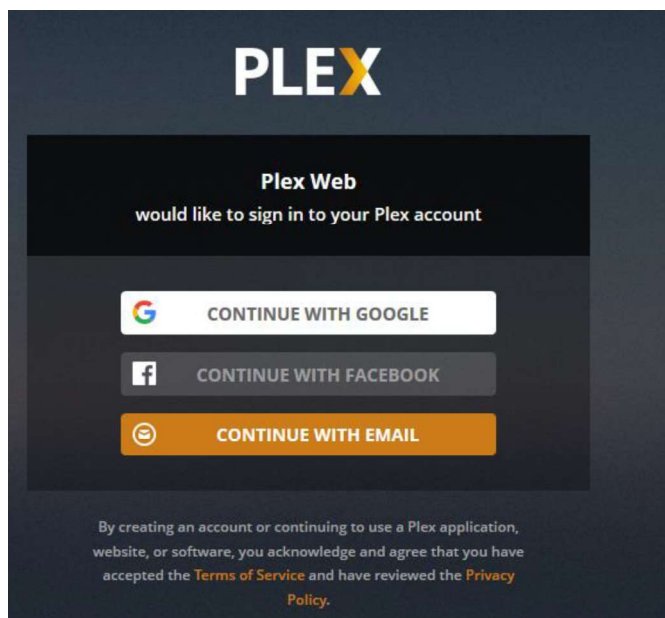 PLEX
Plex Web
would like to sign in to your Plex account
CONTINUE WITH GOOGLE
CONTINUE WITH FACEBOOK
CONTINUE WITH EMAIL
By creating an account or continuing to use a Plex application,
website, or software, you acknowledge and agree that you have
accepted the Terms of Service and have reviewed the Privacy
Policy.